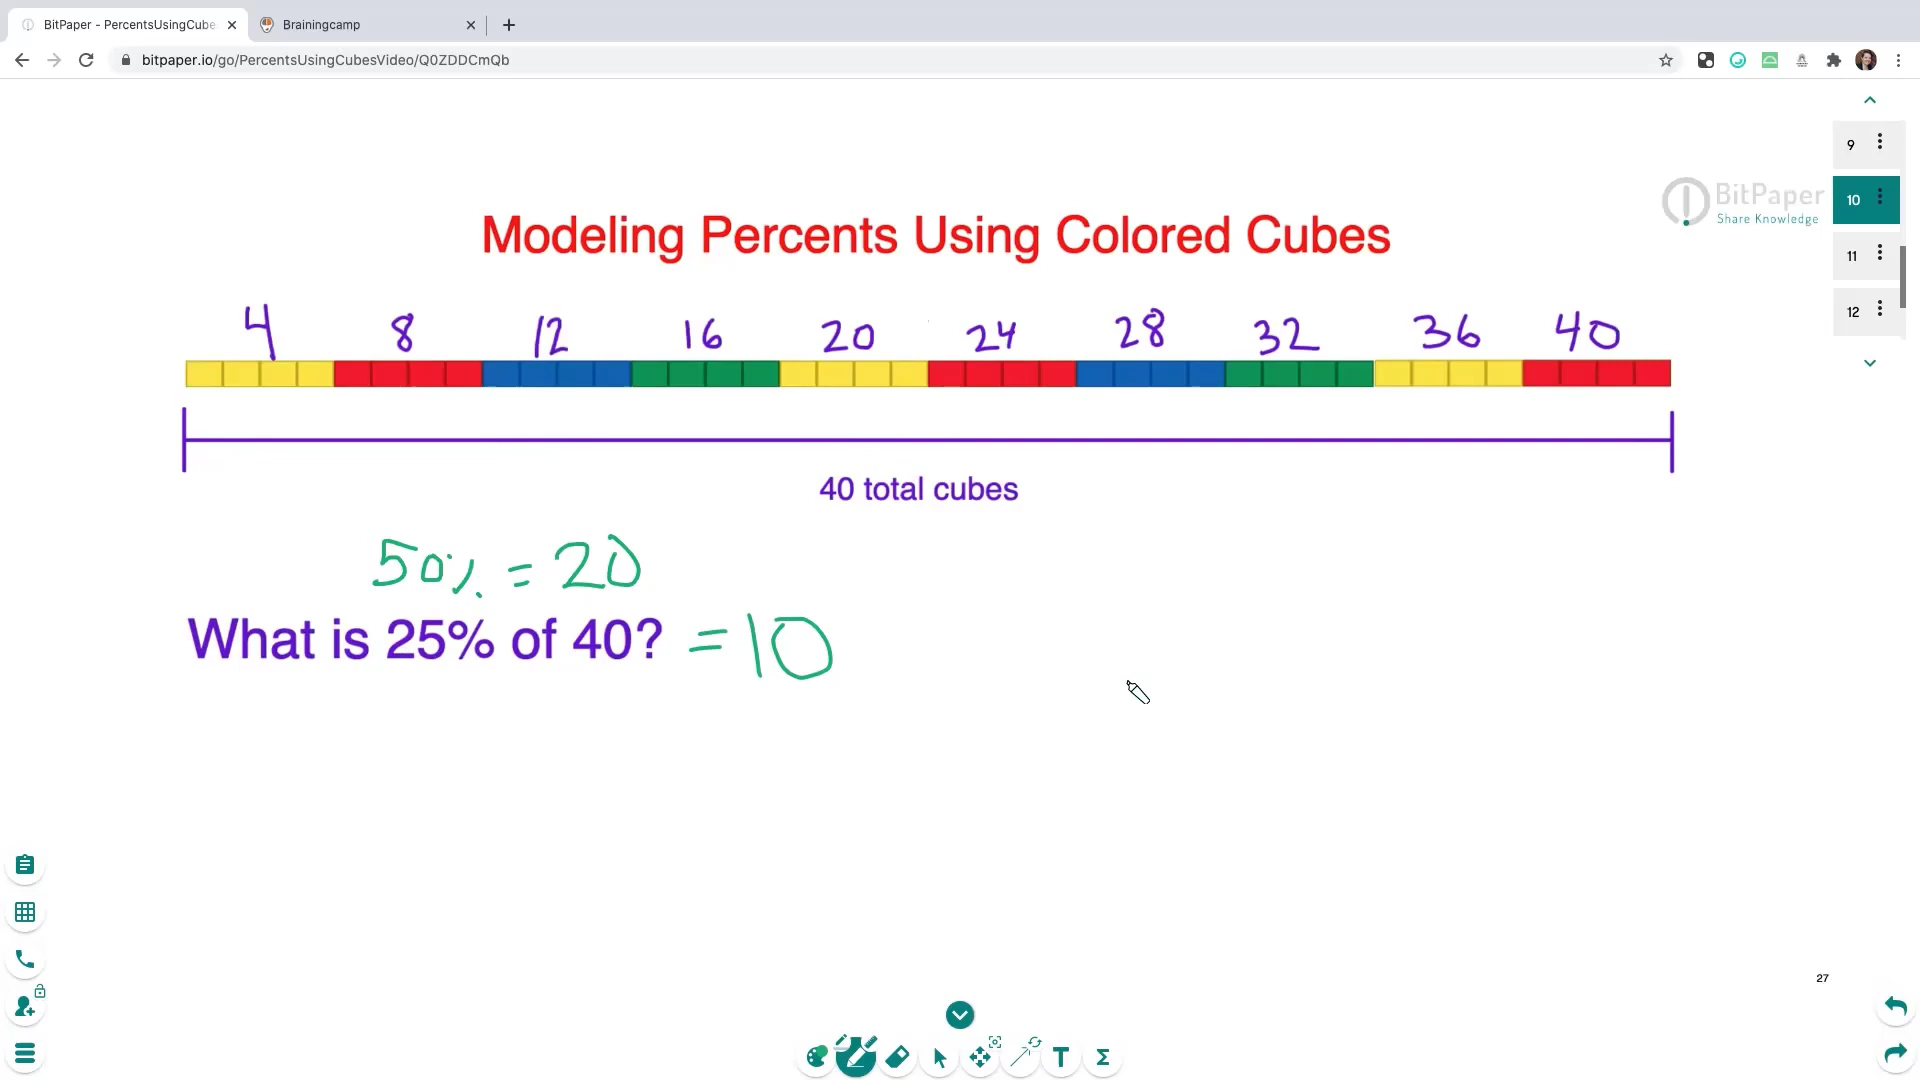 BitPaper - PercentsUsingCube
Brainingcamp
bitpaper.io/go/PercentsUsingCubesVideo/Q0ZDDCmQb
9
10
11
12
BitPaper
Share Knowledge
Modeling Percents Using Colored Cubes
4 8 12 16 20 24 28 32 36 40
40 total cubes
50% = 20
What is 25% of 40? = 10
27
T Σ